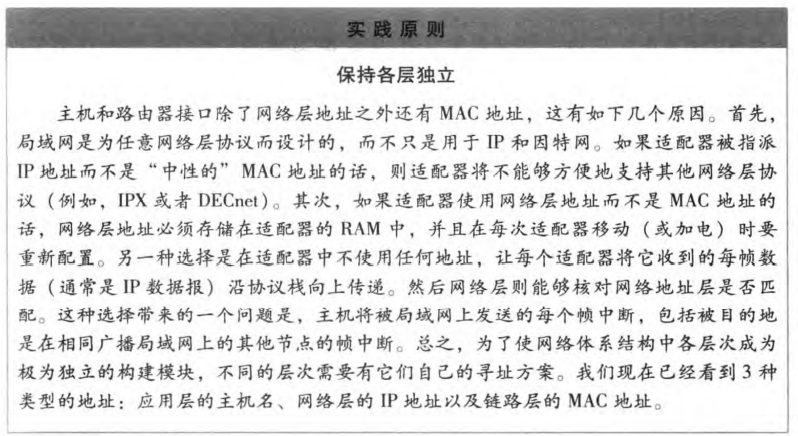 实践原则
保持各层独立
主机和路由器接口除了网络层地址之外还有 MAC 地址，这有如下几个原因。首先，
局域网是为任意网络层协议而设计的，而不只是用于 IP 和因特网。如果适配器被指派
IP 地址而不是“中性的”MAC 地址的话，则适配器将不能够方便地支持其他网络层协
议（例如，IPX 或者 DECnet）。其次，如果适配器使用网络层地址而不是 MAC 地址的
话，网络层地址必须存储在适配器的 RAM 中，并且在每次适配器移动（或加电）时要
重新配置。另一种选择是在适配器中不使用任何地址，让每个适配器将它收到的每帧数
据（通常是 IP 数据报）沿协议栈向上传递。然后网络层则能够核对网络地址层是否匹
配。这种选择带来的一个问题是，主机将被局域网上发送的每个帧中断，包括被目的地
是在相同广播局域网上的其他节点的帧中断。总之，为了使网络体系结构中各层次成为
极为独立的构建模块，不同的层次需要有它们自己的寻址方案。我们现在已经看到 3 种
类型的地址：应用层的主机名、网络层的 IP 地址以及链路层的 MAC 地址。